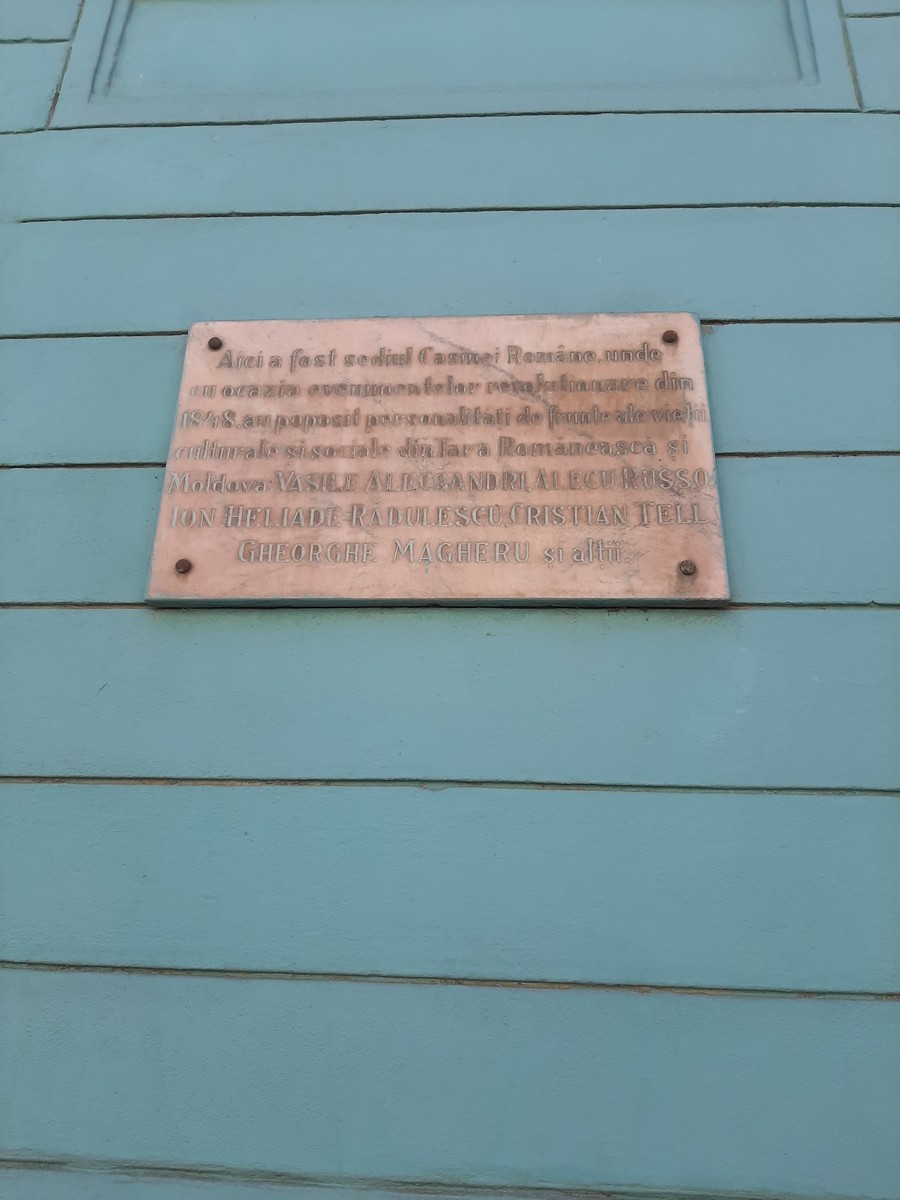 Aici a fost sediul Casinei Române, unde
cu ocazia evenimentelor revoluționare din
1848, au poposit personalități de frunte ale vieții
culturale și sociale din Țara Românească și
Moldova: VASILE ALECSANDRI, ALECU RUSSO,
ION HELIADE-RĂDULESCU, CRISTIAN TELL,
GHEORGHE MAGHERU și alții.